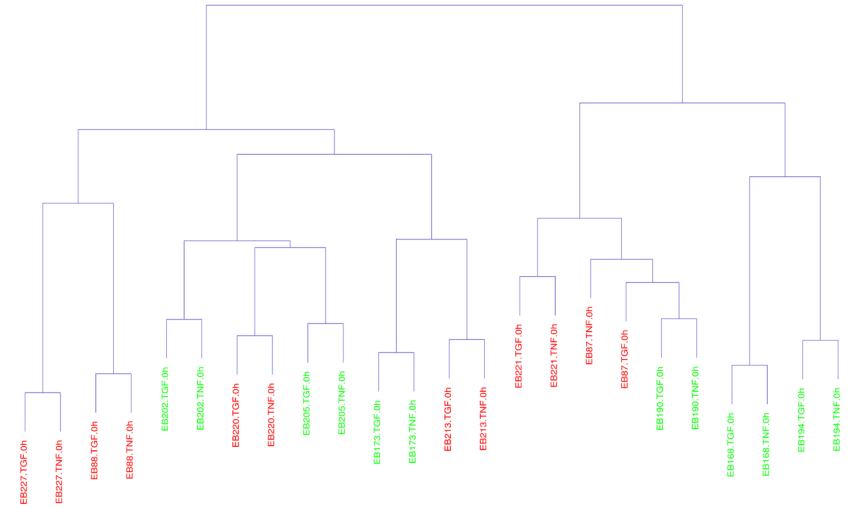 EB227.TGF.0h
EB227.TNF.0h
EB88.TGF.0h
EB88.TNF.0h
EB202.TGF.0h
EB202.TNF.0h
EB220.TGF.0h
EB220.TNF.0h
EB205.TGF.0h
EB205.TNF.0h
EB173.TGF.0h
EB173.TNF.0h
EB213.TGF.0h
EB213.TNF.0h
EB221.TGF.0h
EB221.TNF.0h
EB87.TNF.0h
EB87.TGF.0h
EB190.TGF.0h
EB190.TNF.0h
EB168.TGF.0h
EB168.TNF.0h
EB194.TGF.0h
EB194.TNF.0h